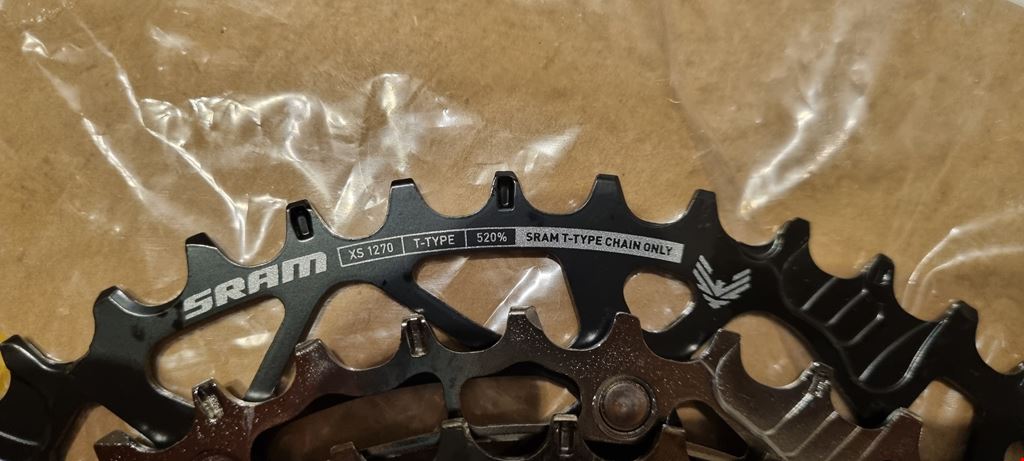 SRAM XS 1270 T-TYPE 520% SRAM T-TYPE CHAIN ONLY